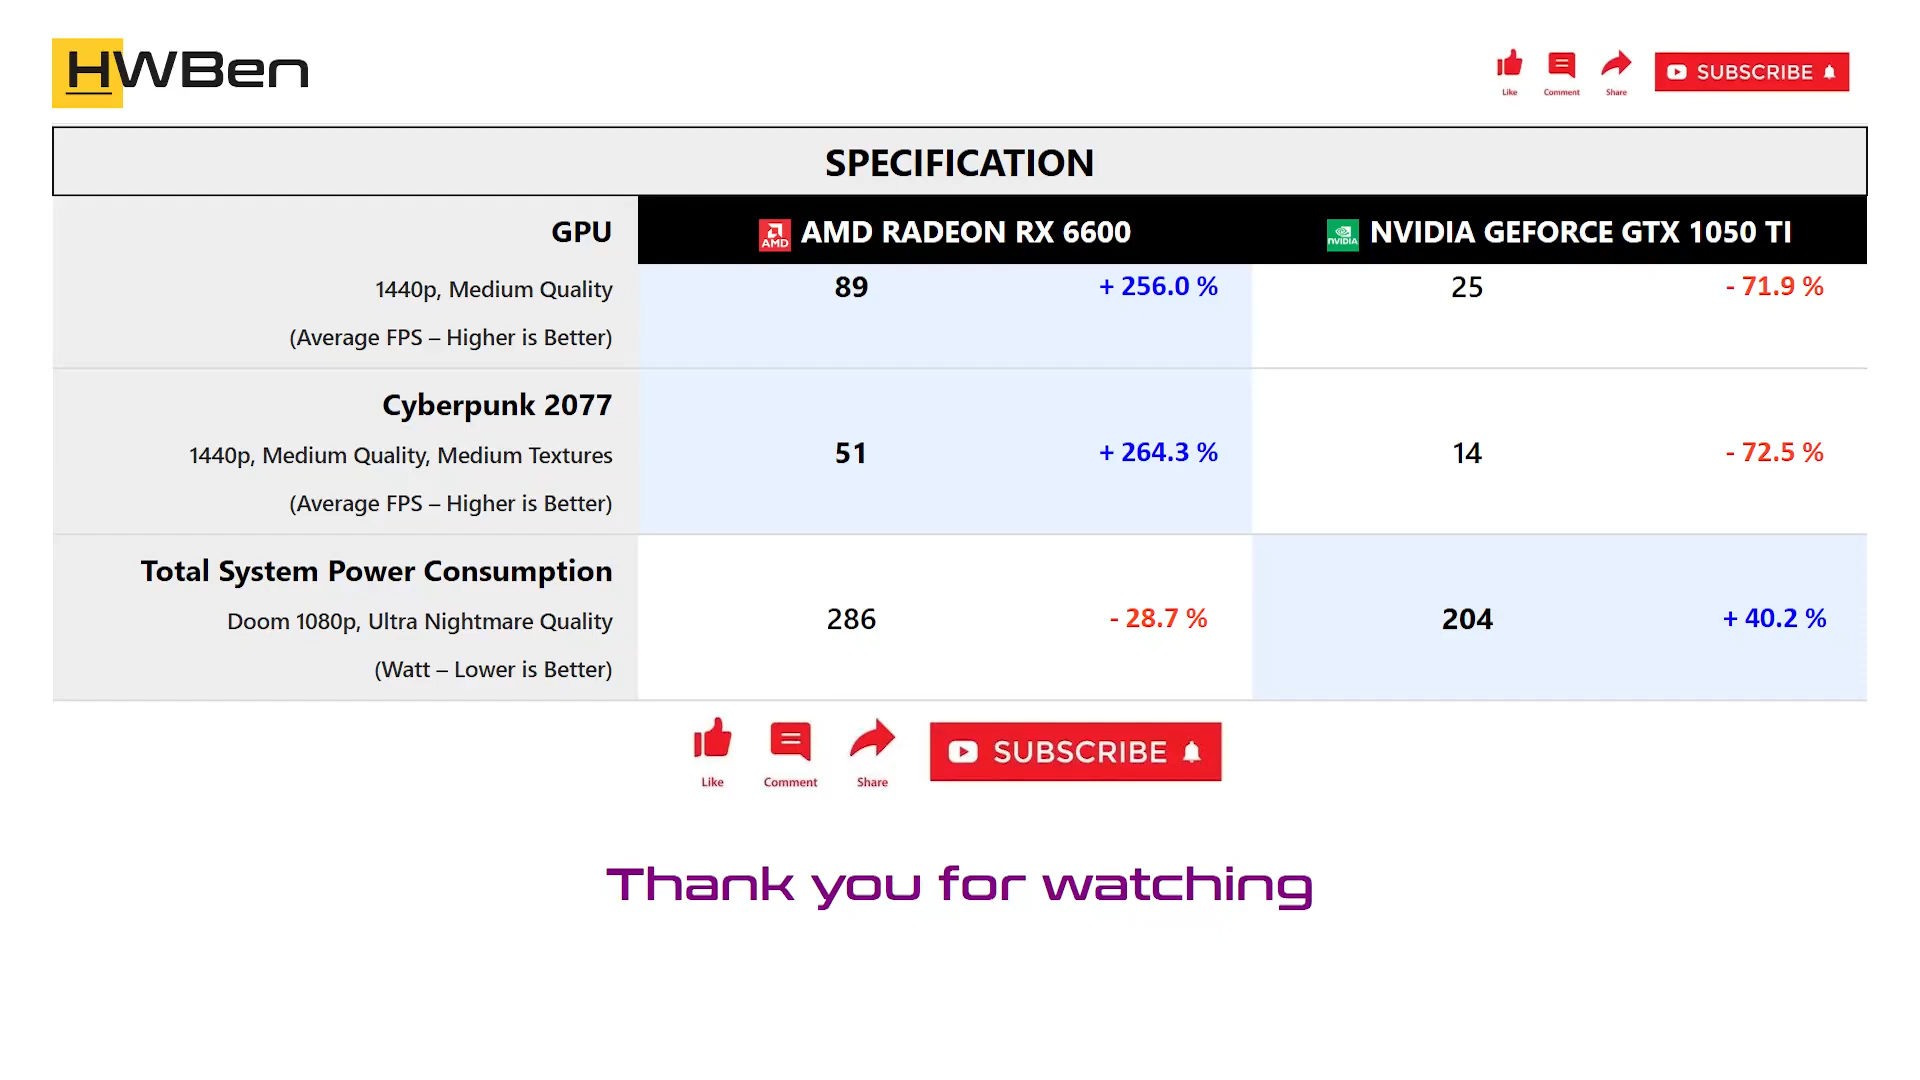 HWBen
Like Comment Share SUBSCRIBE
SPECIFICATION
GPU AMD AMD RADEON RX 6600 NVIDIA NVIDIA GEFORCE GTX 1050 TI
1440p, Medium Quality 89 + 256.0 % 25 - 71.9 %
(Average FPS – Higher is Better)
Cyberpunk 2077
1440p, Medium Quality, Medium Textures 51 + 264.3 % 14 - 72.5 %
(Average FPS – Higher is Better)
Total System Power Consumption
Doom 1080p, Ultra Nightmare Quality 286 - 28.7 % 204 + 40.2 %
(Watt – Lower is Better)
Like Comment Share SUBSCRIBE
Thank you for watching